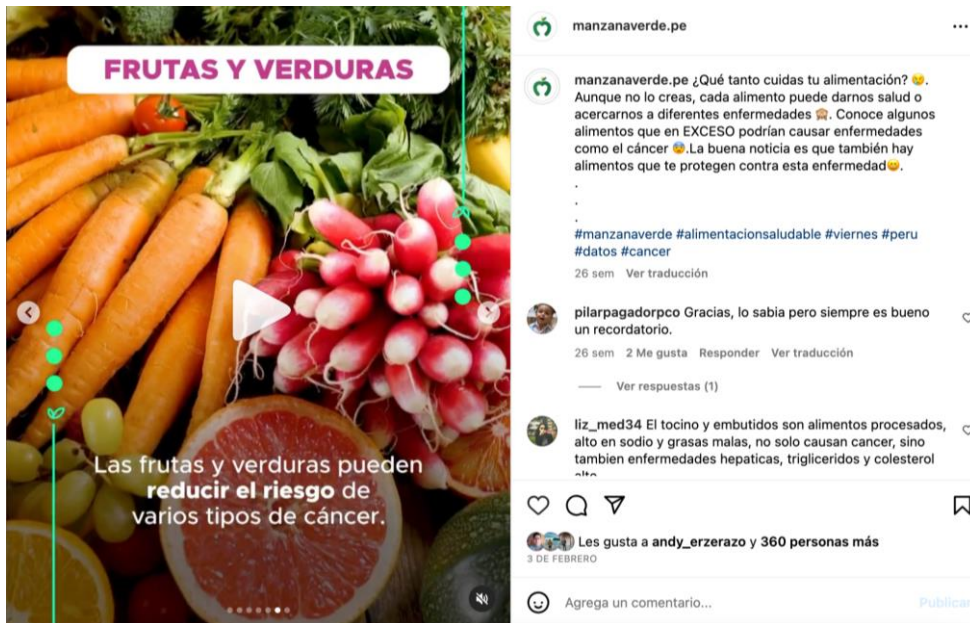 FRUTAS Y VERDURAS
Las frutas y verduras pueden
reducir el riesgo de
varios tipos de cáncer.
manzanaverde.pe
manzanaverde.pe ¿Qué tanto cuidas tu alimentación? 😥.
Aunque no lo creas, cada alimento puede darnos salud o
acercarnos a diferentes enfermedades 🙊. Conoce algunos
alimentos que en EXCESO podrían causar enfermedades
como el cáncer 😨.La buena noticia es que también hay
alimentos que te protegen contra esta enfermedad😄.
.
.
.
#manzanaverde #alimentacionsaludable #viernes #peru
#datos #cancer
26 sem Ver traducción
pilarpagadorpco Gracias, lo sabia pero siempre es bueno
un recordatorio.
26 sem 2 Me gusta Responder Ver traducción
Ver respuestas (1)
liz_med34 El tocino y embutidos son alimentos procesados,
alto en sodio y grasas malas, no solo causan cancer, sino
tambien enfermedades hepaticas, trigliceridos y colesterol
Les gusta a andy_erzerazo y 360 personas más
3 DE FEBRERO
Agrega un comentario...